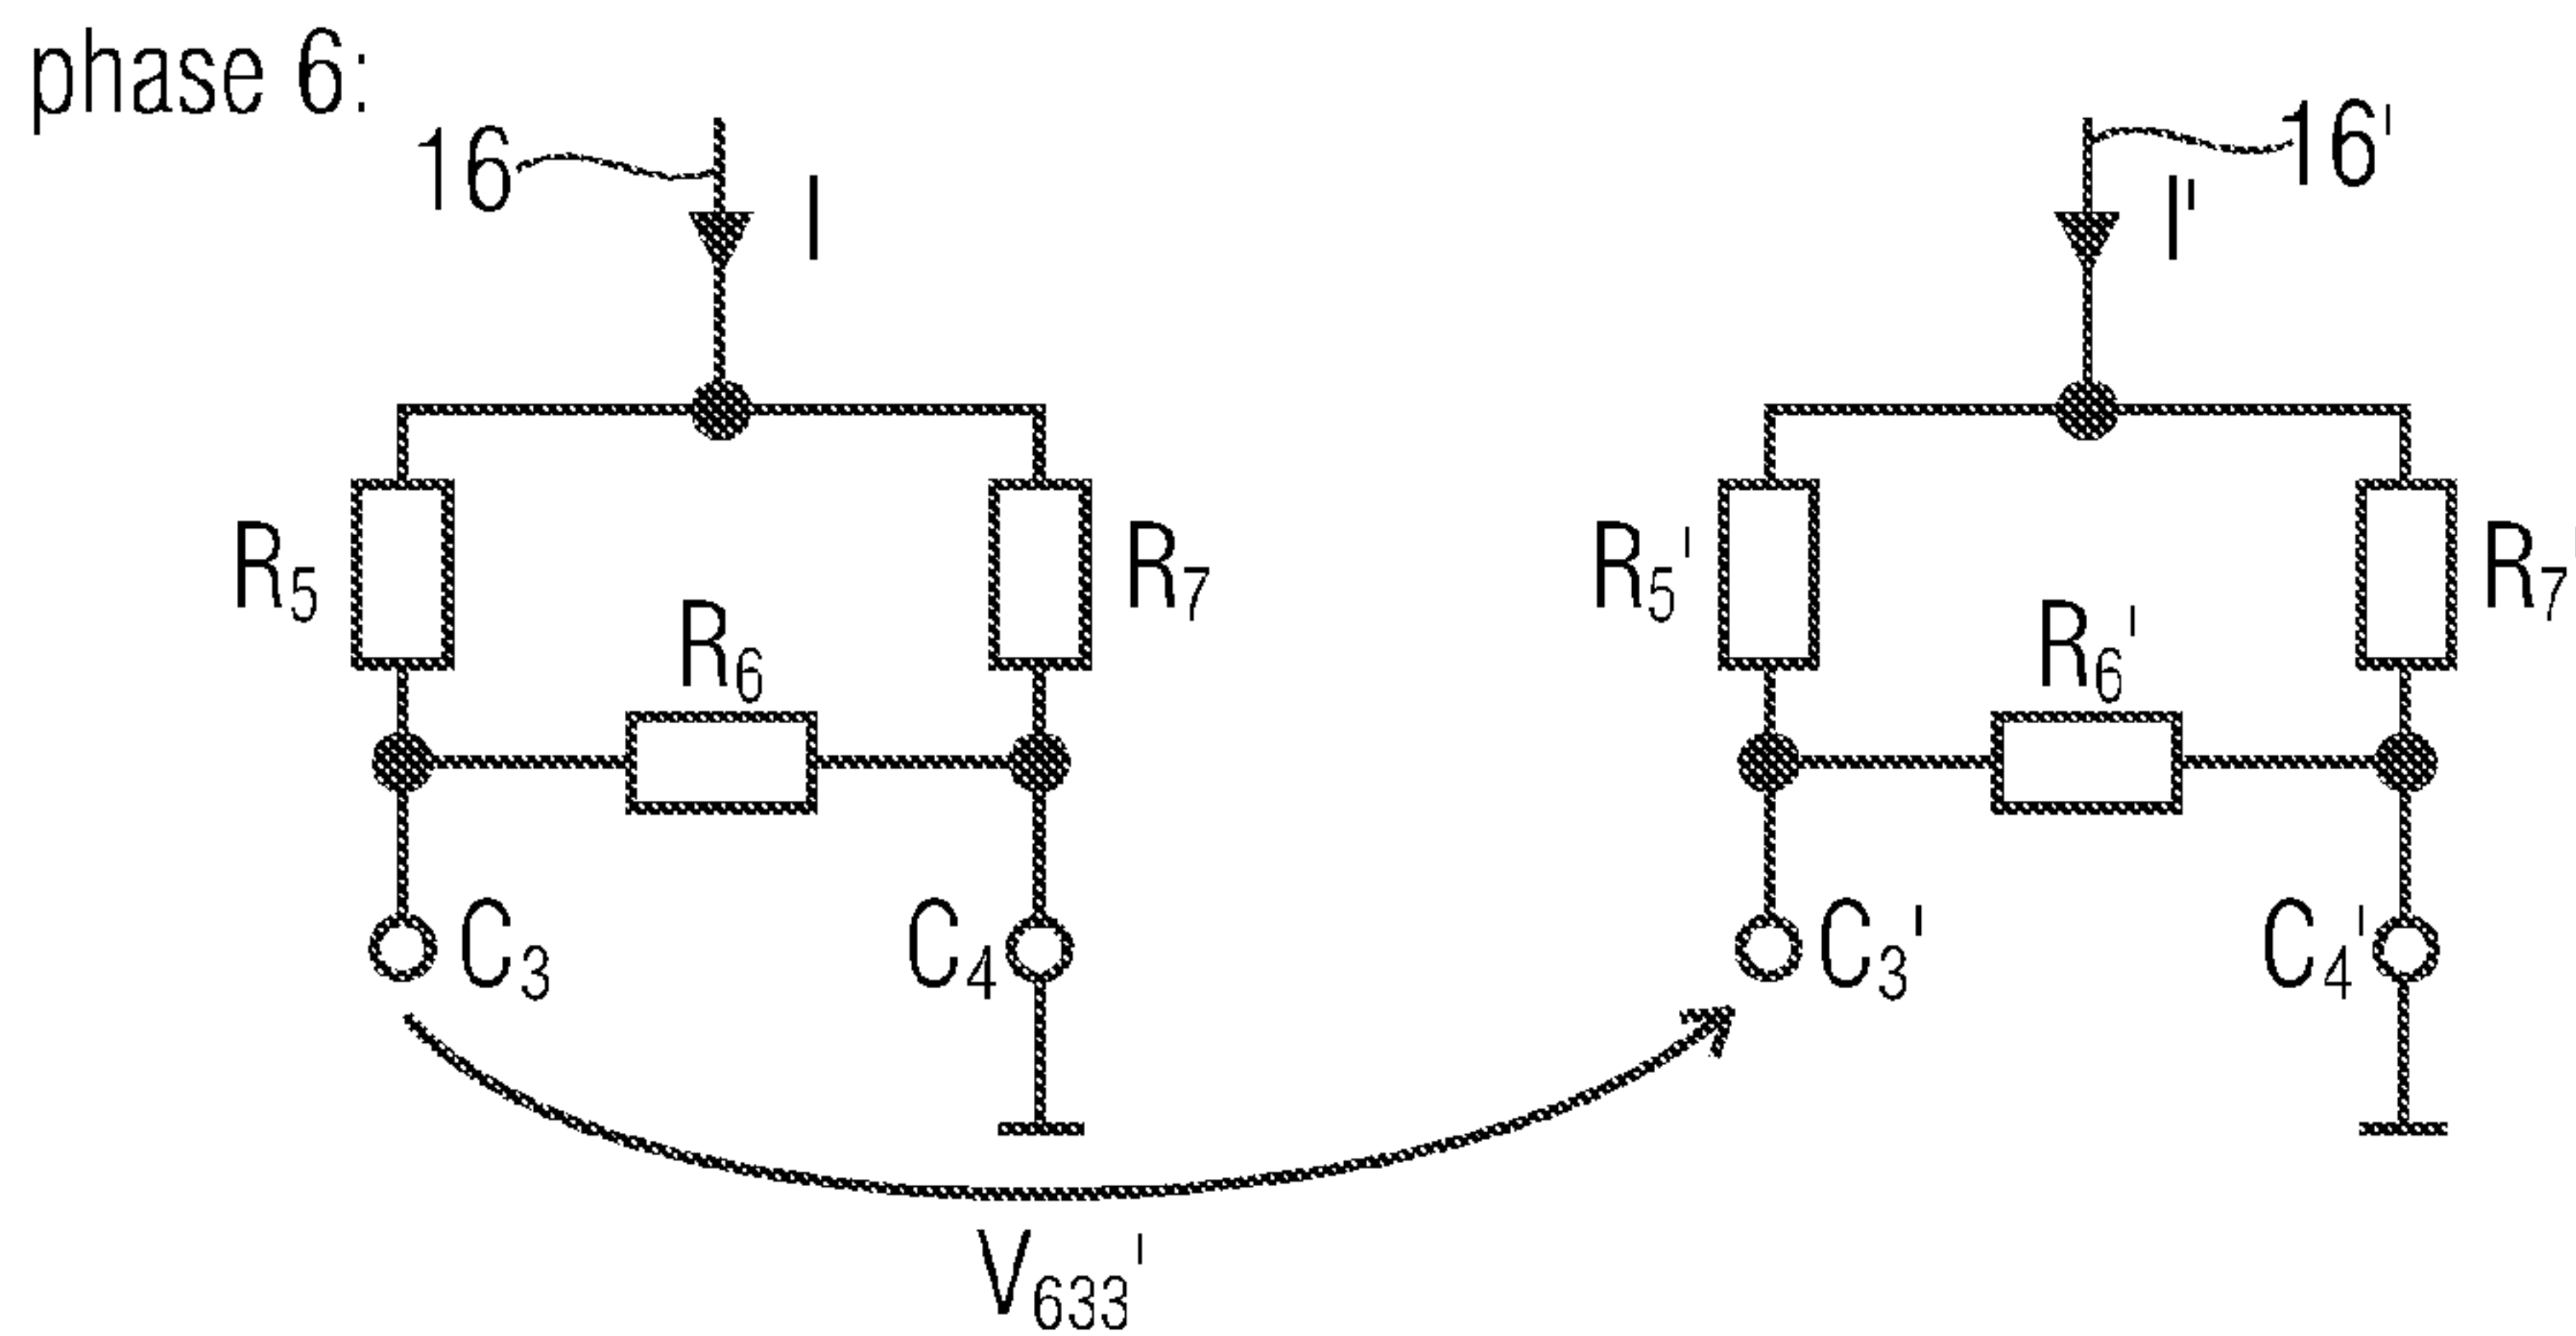 phase 6:
16
I
16'
I'
R5
R7
R6
R5'
R7'
R6'
C3
C4
C3'
C4'
V633'